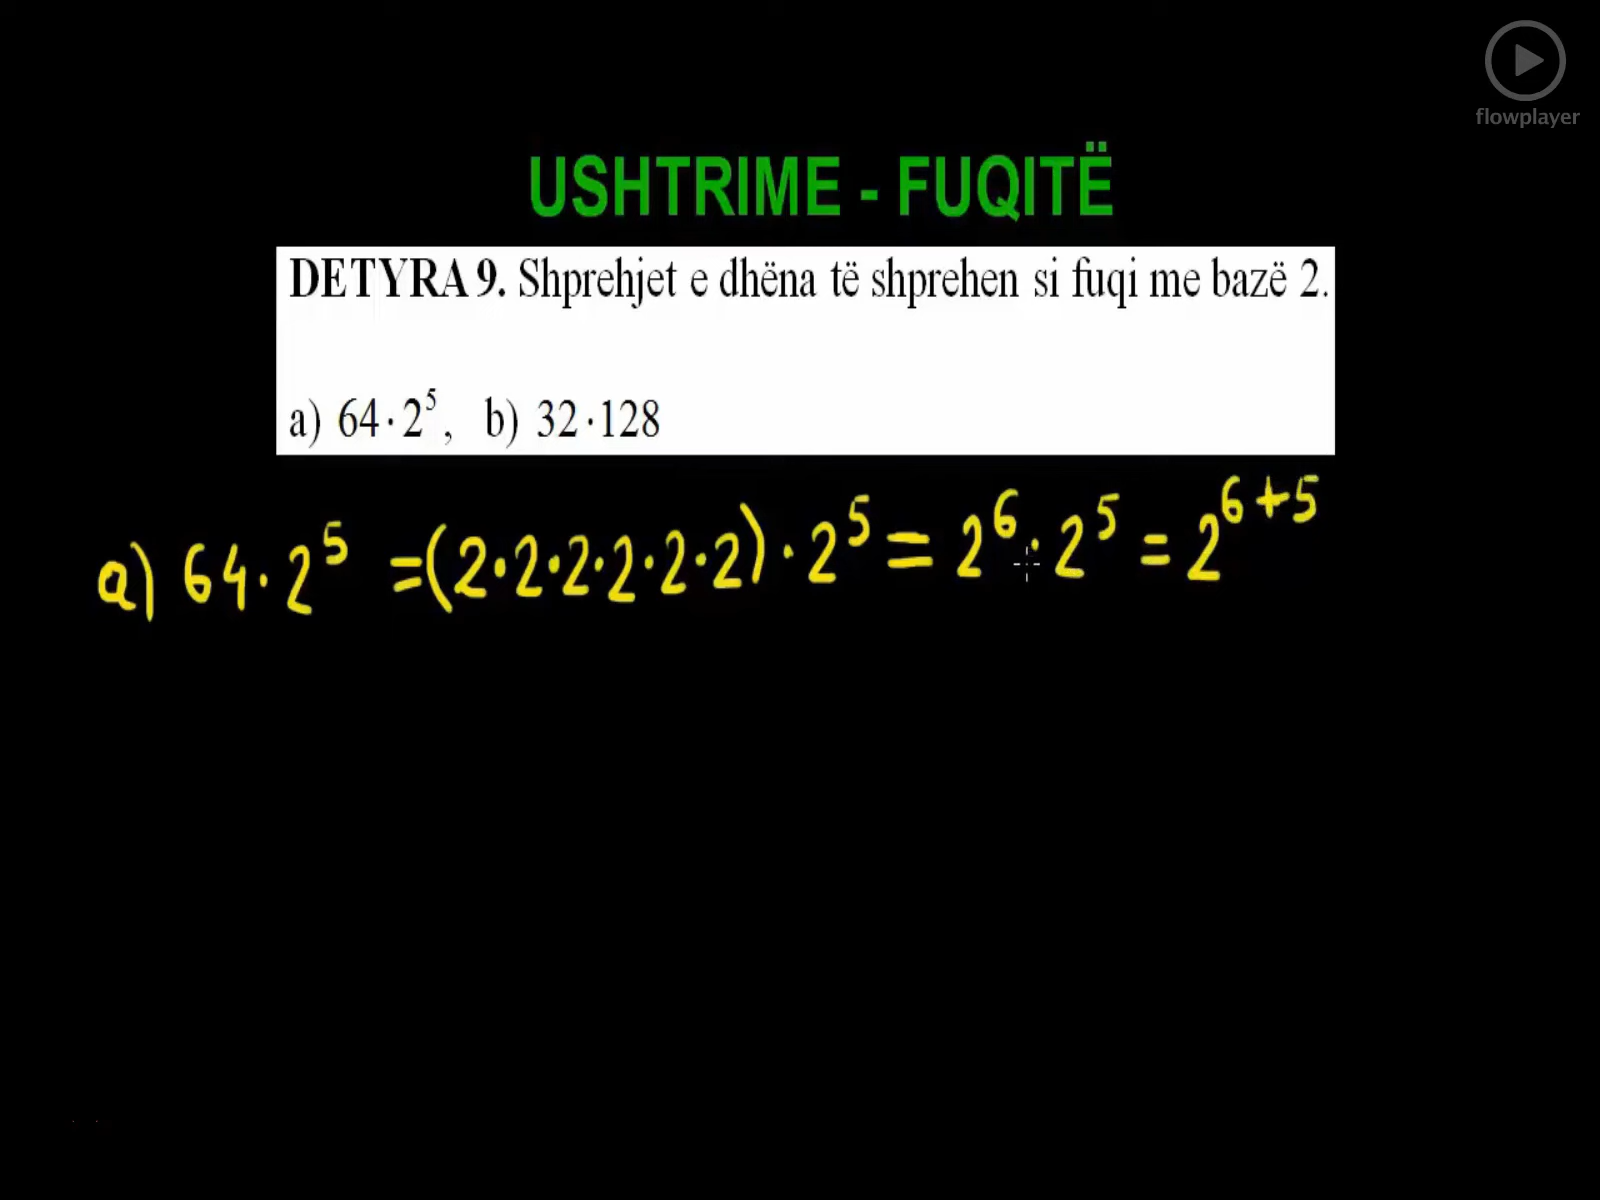 flowplayer
USHTRIME - FUQITË
DETYRA 9. Shprehjet e dhëna të shprehen si fuqi me bazë 2.
a) 64·2⁵, b) 32·128
a) 64·2⁵ =(2·2·2·2·2·2)·2⁵ = 2⁶·2⁵ = 2⁶⁺⁵